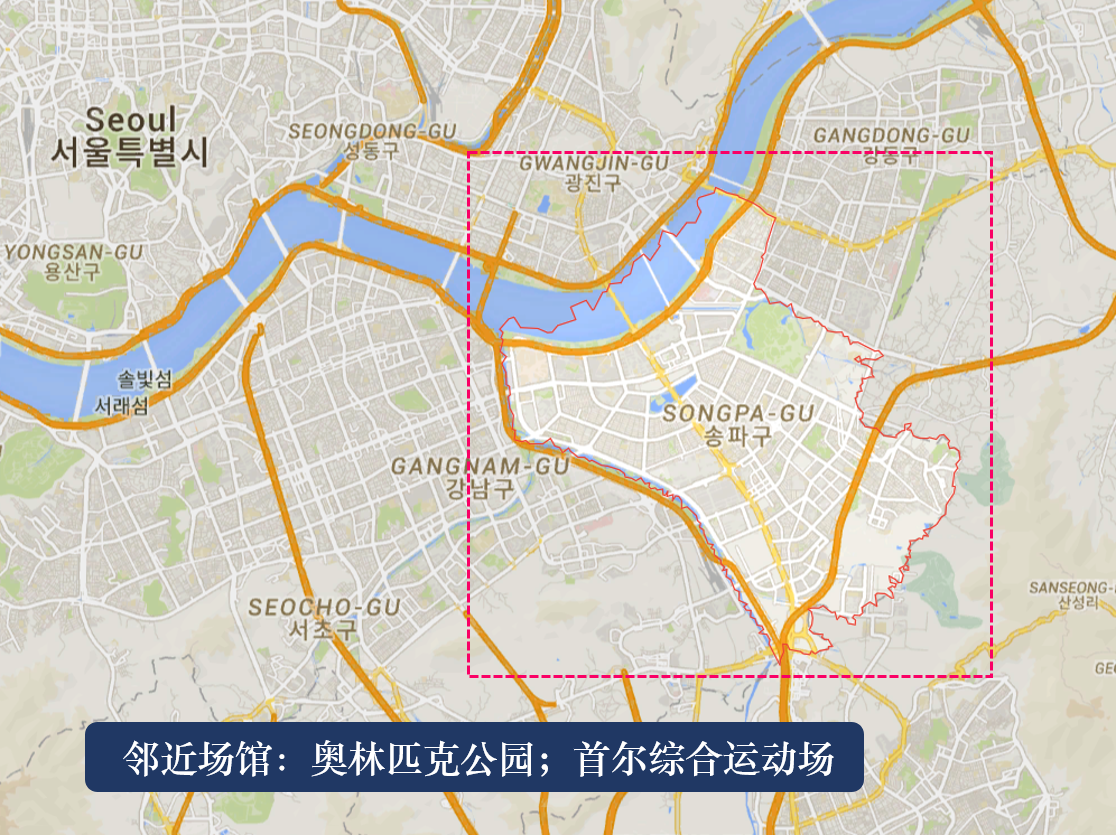 Seoul
서울특별시
SEONGDONG-GU
성동구
GANGDONG-GU
강동구
GWANGJIN-GU
광진구
YONGSAN-GU
용산구
솔빛섬
서래섬
SONGPA-GU
송파구
GANGNAM-GU
강남구
SEOCHO-GU
서초구
SANSEONG-
산성리
GE
邻近场馆：奥林匹克公园；首尔综合运动场